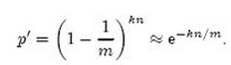 p′ = (1 − 1/m)^{kn} ≈ e^{−kn/m}.